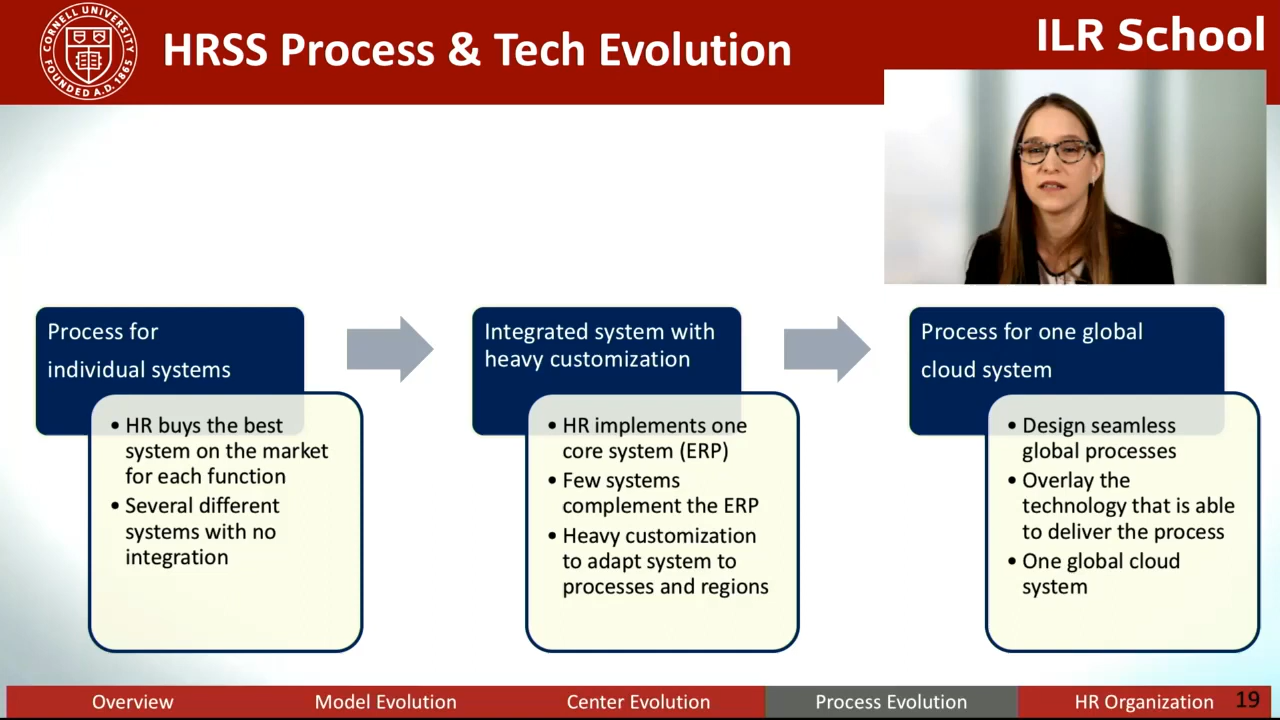 CORNELL UNIVERSITY
FOUNDED A.D. 1865
HRSS Process & Tech Evolution
ILR School
Process for
individual systems
• HR buys the best
system on the market
for each function
• Several different
systems with no
integration
Integrated system with
heavy customization
• HR implements one
core system (ERP)
• Few systems
complement the ERP
• Heavy customization
to adapt system to
processes and regions
Process for one global
cloud system
• Design seamless
global processes
• Overlay the
technology that is able
to deliver the process
• One global cloud
system
Overview
Model Evolution
Center Evolution
Process Evolution
HR Organization
19